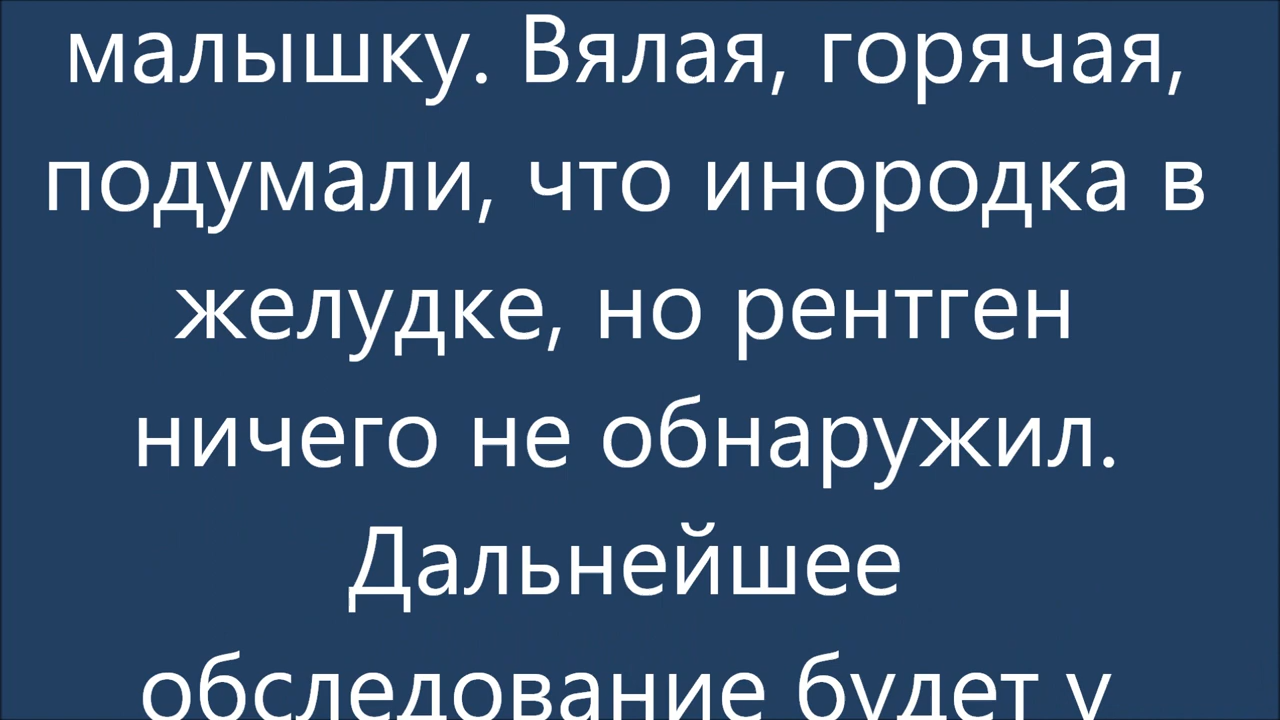 малышку. Вялая, горячая,
подумали, что инородка в
желудке, но рентген
ничего не обнаружил.
Дальнейшее
обследование будет у